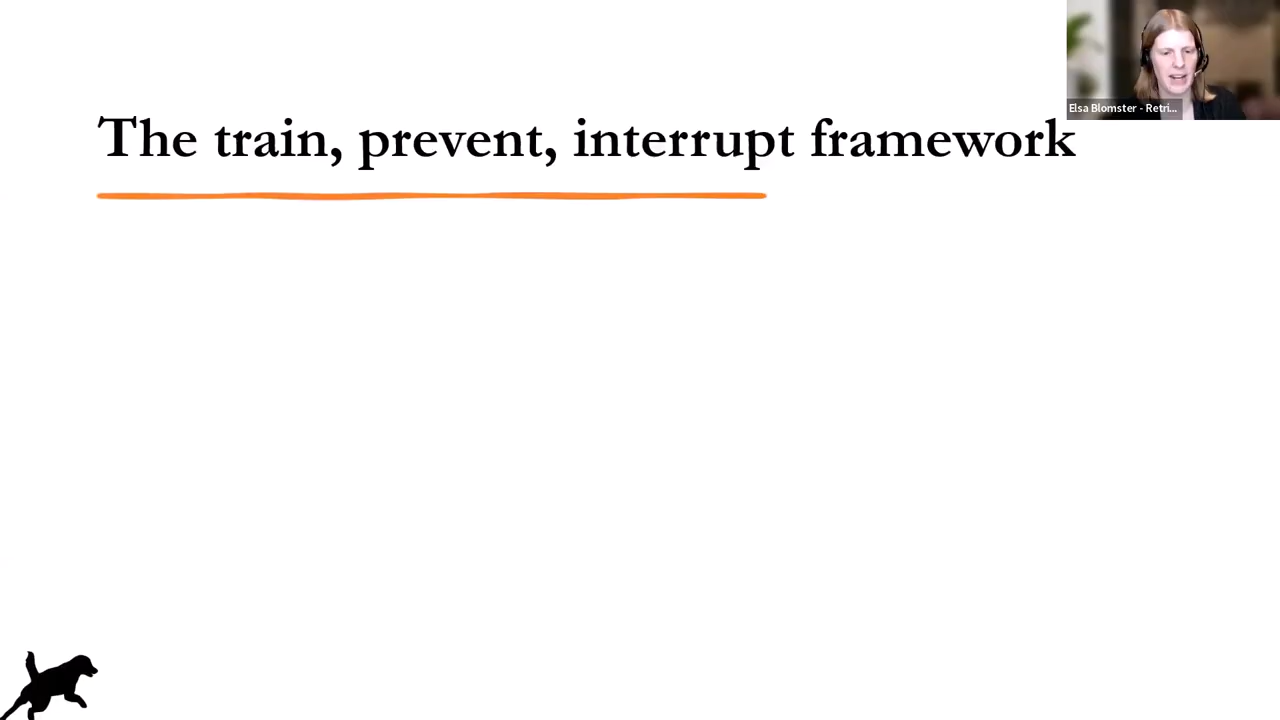 The train, prevent, interrupt framework
Elsa Blomster - Retri...